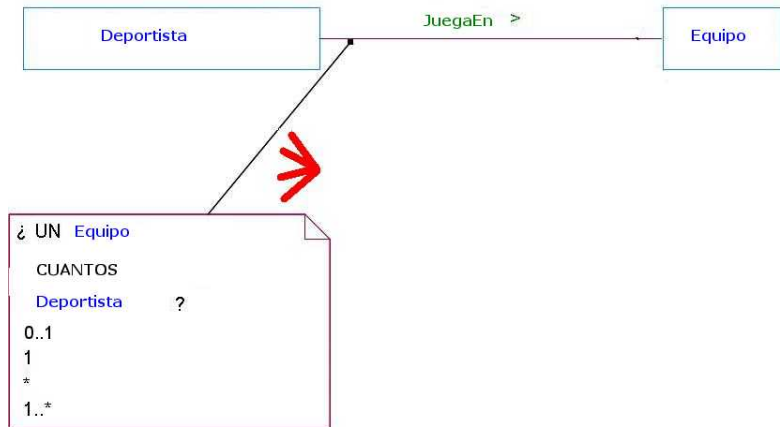 Deportista
JuegaEn >
Equipo
¿ UN Equipo
CUANTOS
Deportista ?
0..1
1
*
1..*